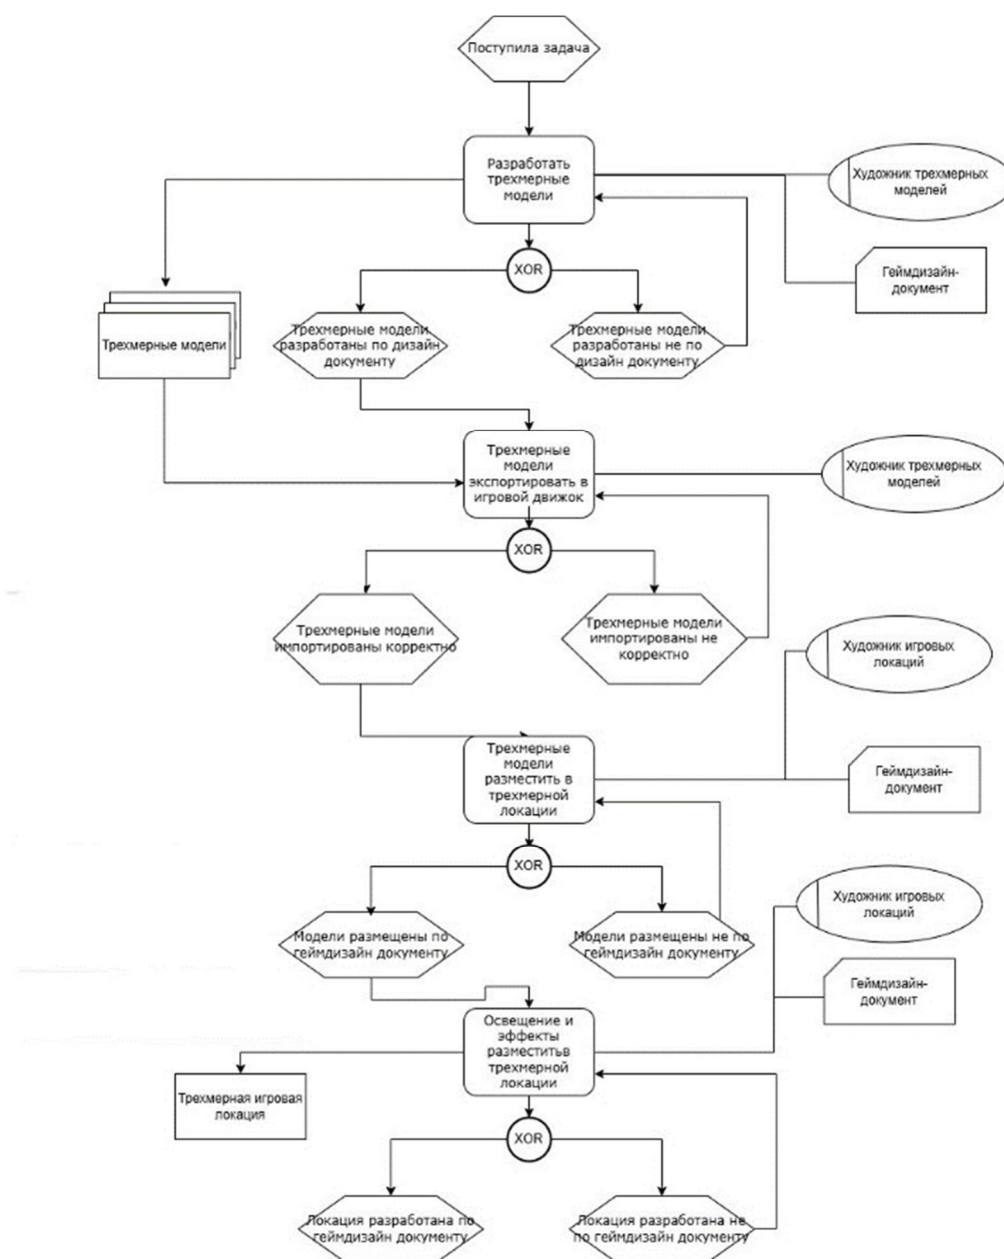 Поступила задача
Разработать
трехмерные
модели
Художник трехмерных
моделей
Геймдизайн-
документ
XOR
Трехмерные модели
Трехмерные модели
разработаны по дизайн
документу
Трехмерные модели
разработаны не по
дизайн документу
Трехмерные
модели
экспортировать в
игровой движок
Художник трехмерных
моделей
XOR
Трехмерные модели
импортированы корректно
Трехмерные модели
импортированы не
корректно
Художник игровых
локаций
Трехмерные
модели
разместить в
трехмерной
локации
Геймдизайн-
документ
XOR
Модели размещены по
геймдизайн документу
Модели размещены не по
геймдизайн документу
Художник игровых
локаций
Геймдизайн-
документ
Освещение и
эффекты
разместитьв
трехмерной
локации
Трехмерная игровая
локация
XOR
Локация разработана по
геймдизайн документу
Локация разработана не
по геймдизайн документу